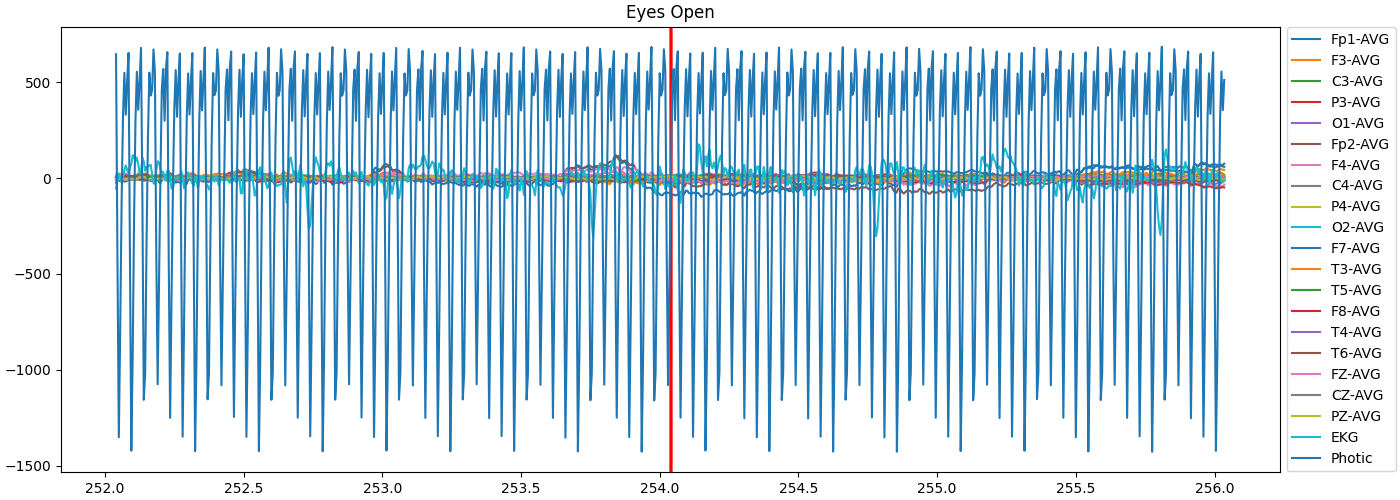 Eyes Open
500
0
−500
−1000
−1500
252.0 252.5 253.0 253.5 254.0 254.5 255.0 255.5 256.0
Fp1-AVG
F3-AVG
C3-AVG
P3-AVG
O1-AVG
Fp2-AVG
F4-AVG
C4-AVG
P4-AVG
O2-AVG
F7-AVG
T3-AVG
T5-AVG
F8-AVG
T4-AVG
T6-AVG
FZ-AVG
CZ-AVG
PZ-AVG
EKG
Photic